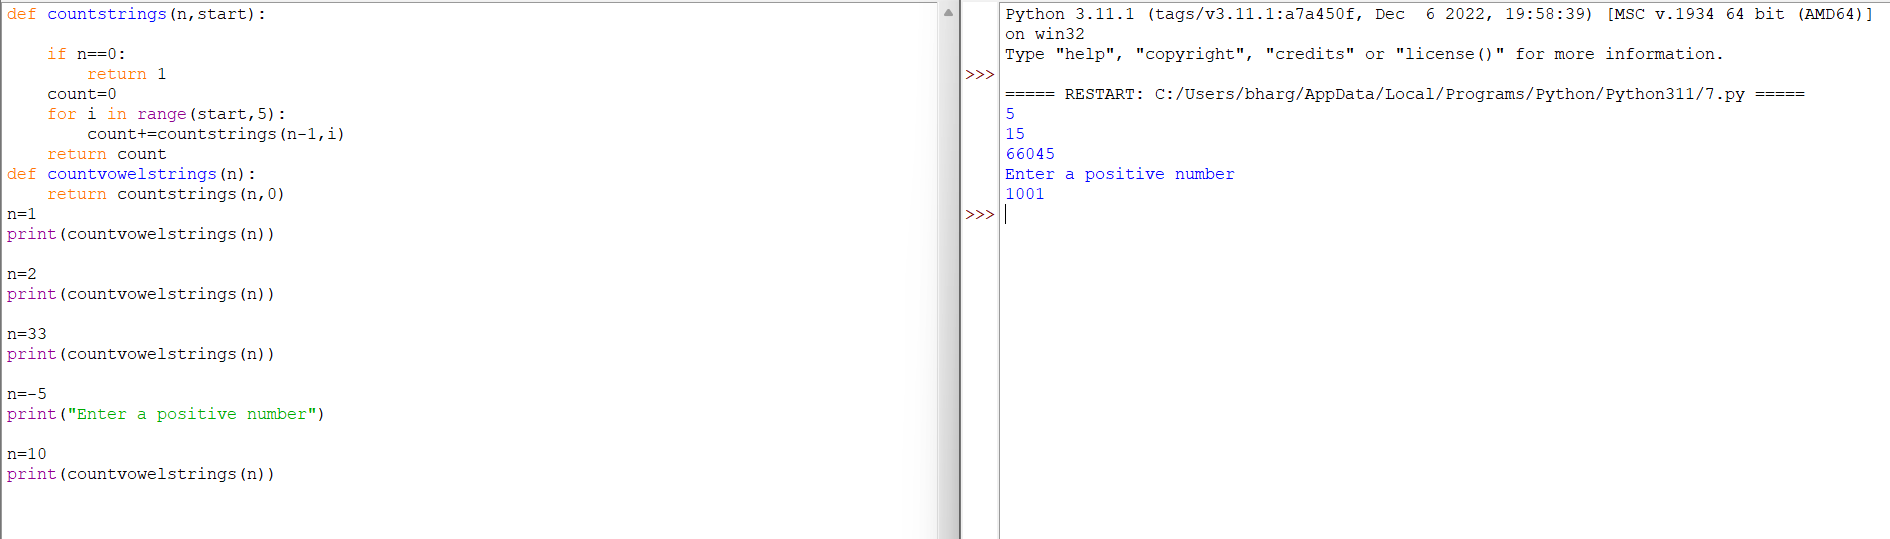 def countstrings(n,start):
    if n==0:
        return 1
    count=0
    for i in range(start,5):
        count+=countstrings(n-1,i)
    return count
def countvowelstrings(n):
    return countstrings(n,0)
n=1
print(countvowelstrings(n))
n=2
print(countvowelstrings(n))
n=33
print(countvowelstrings(n))
n=-5
print("Enter a positive number")
n=10
print(countvowelstrings(n))
Python 3.11.1 (tags/v3.11.1:a7a450f, Dec  6 2022, 19:58:39) [MSC v.1934 64 bit (AMD64)]
on win32
Type "help", "copyright", "credits" or "license()" for more information.
>>>
===== RESTART: C:/Users/bharg/AppData/Local/Programs/Python/Python311/7.py =====
5
15
66045
Enter a positive number
1001
>>>